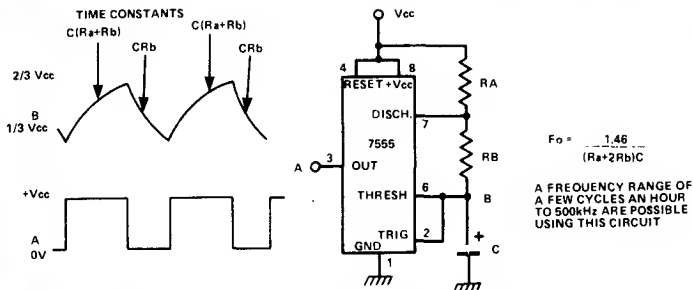 TIME CONSTANTS
C(Ra+Rb)
CRb
C(Ra+Rb)
CRb
2/3 Vcc
B
1/3 Vcc
+Vcc
A
0V
Vcc
4
8
RESET +Vcc
RA
DISCH.
7
7555
A
3
OUT
RB
THRESH
6
B
TRIG
2
+
C
GND
1
Fo = 1.46
(Ra+2Rb)C
A FREQUENCY RANGE OF
A FEW CYCLES AN HOUR
TO 500kHz ARE POSSIBLE
USING THIS CIRCUIT